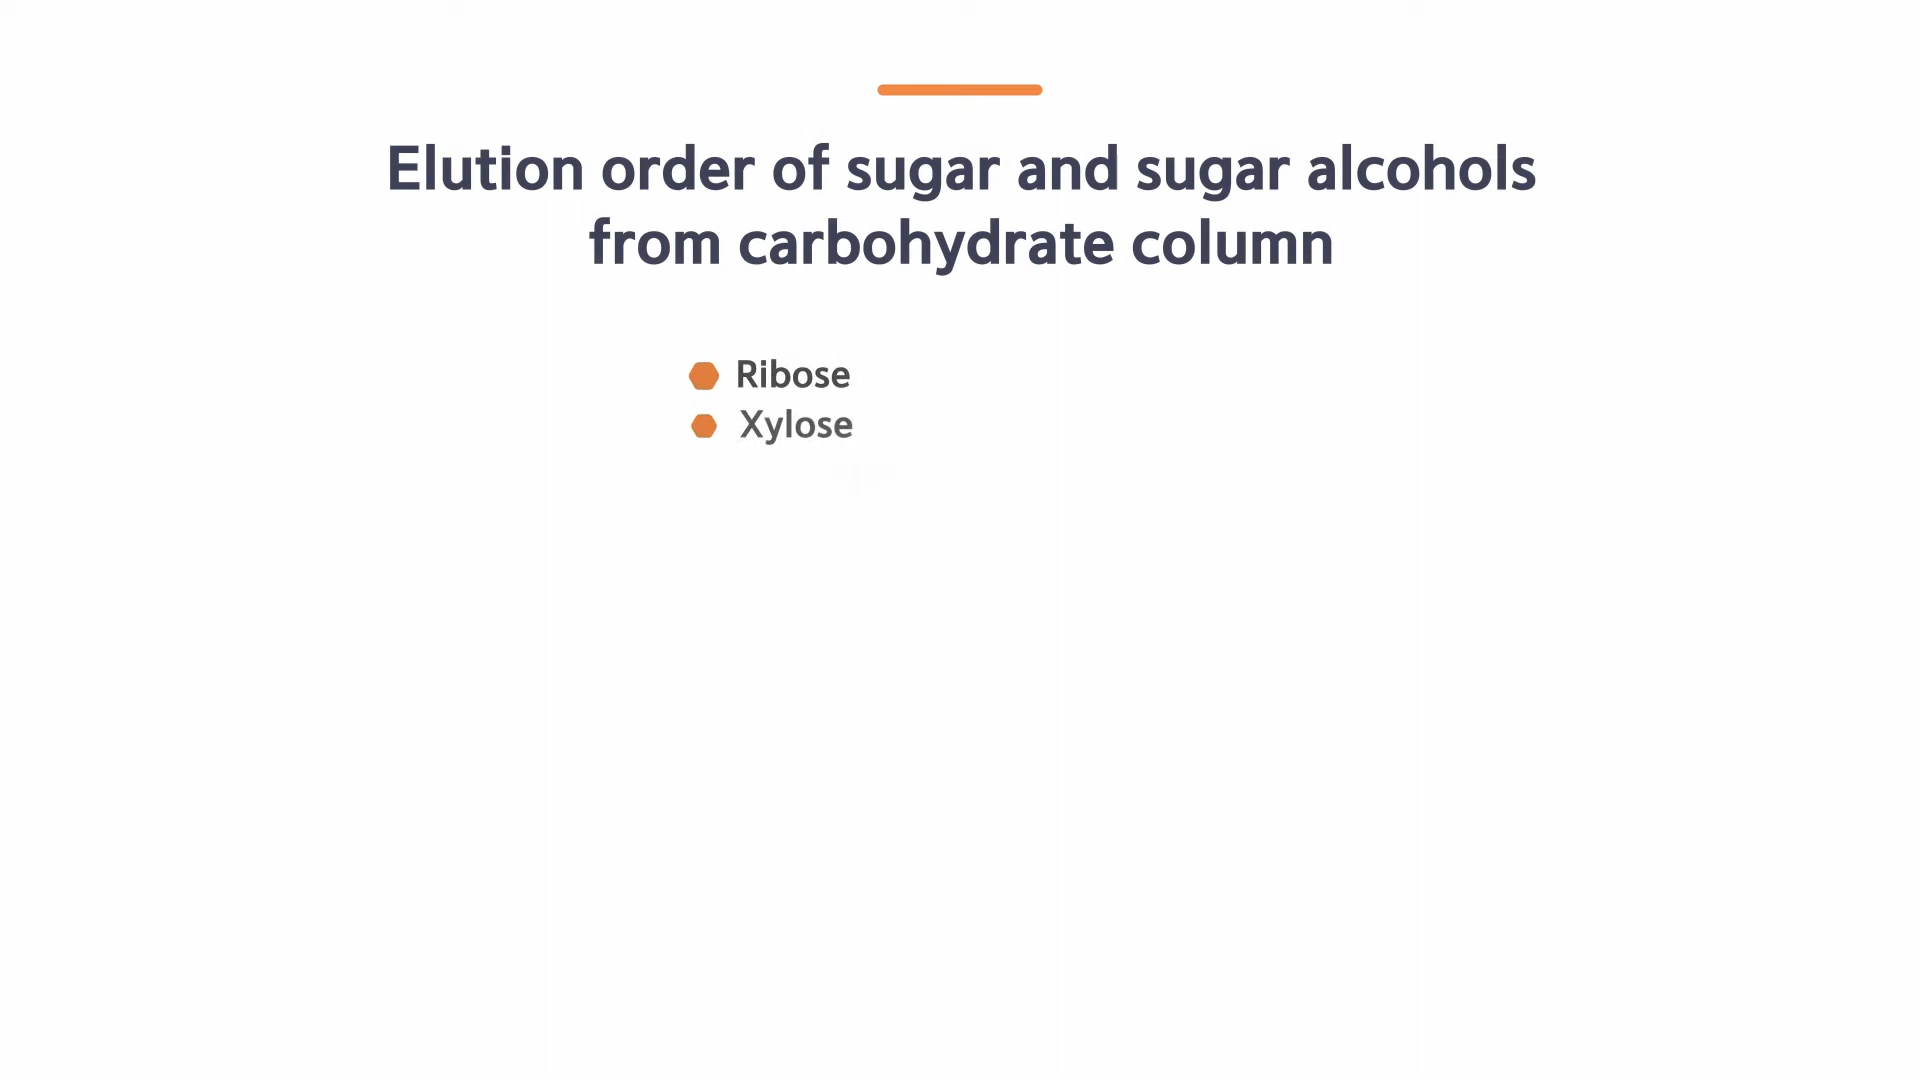 Elution order of sugar and sugar alcohols
from carbohydrate column
Ribose
Xylose